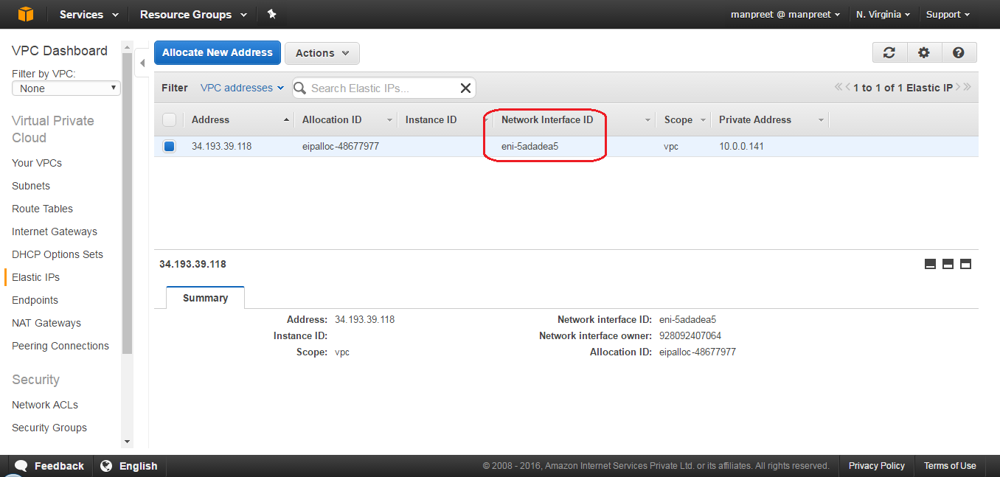 Services Resource Groups manpreet @ manpreet N. Virginia Support
VPC Dashboard
Filter by VPC:
None
Virtual Private
Cloud
Your VPCs
Subnets
Route Tables
Internet Gateways
DHCP Options Sets
Elastic IPs
Endpoints
NAT Gateways
Peering Connections
Security
Network ACLs
Security Groups
Allocate New Address Actions
Filter VPC addresses Search Elastic IPs... 1 to 1 of 1 Elastic IP
Address Allocation ID Instance ID Network Interface ID Scope Private Address
34.193.39.118 eipalloc-48677977 eni-5adadea5 vpc 10.0.0.141
34.193.39.118
Summary
Address: 34.193.39.118 Network interface ID: eni-5adadea5
Instance ID: Network interface owner: 928092407064
Scope: vpc Allocation ID: eipalloc-48677977
Feedback English © 2008 - 2016, Amazon Internet Services Private Ltd. or its affiliates. All rights reserved. Privacy Policy Terms of Use